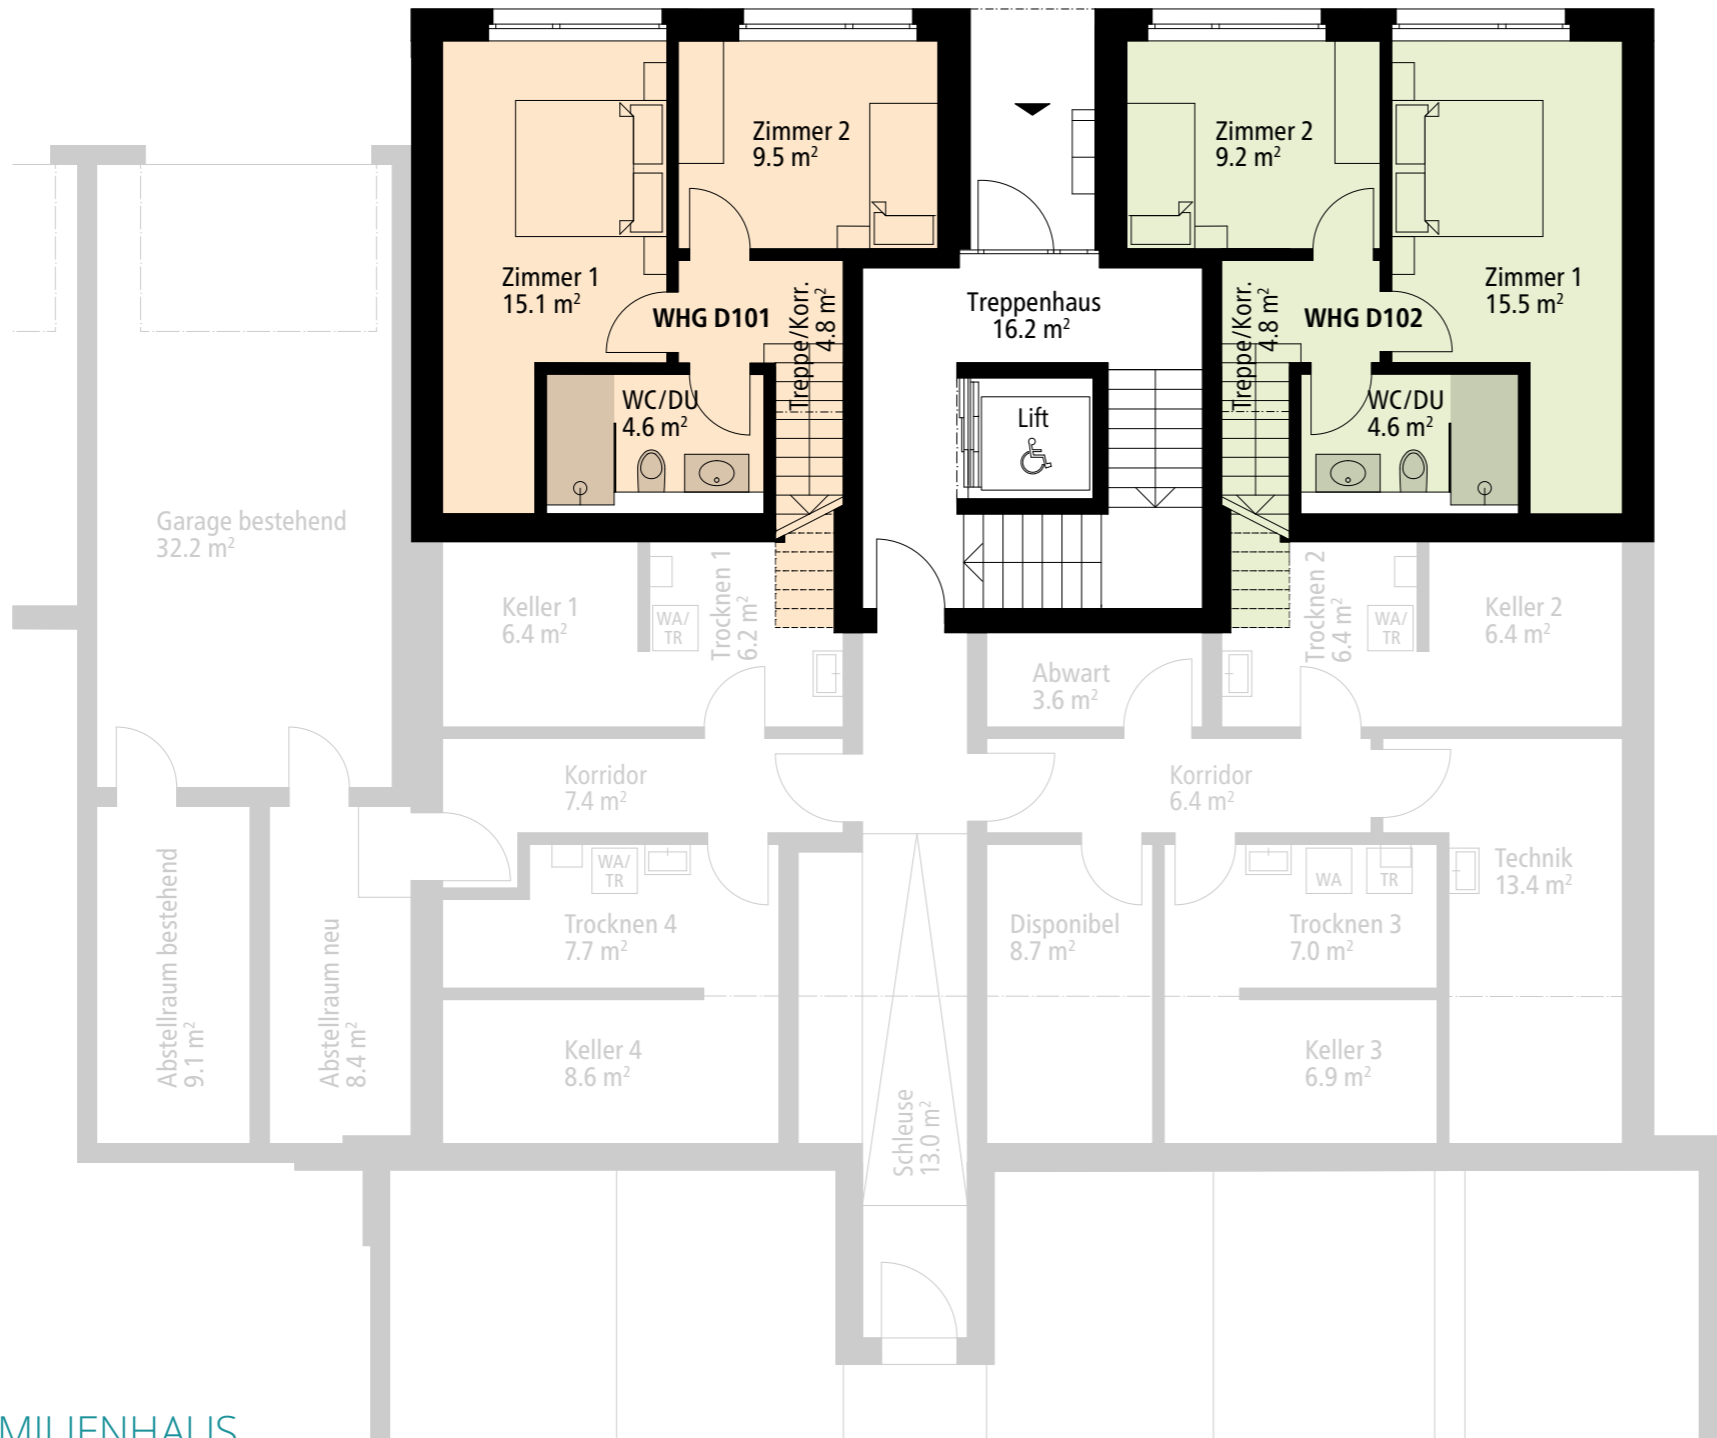 Zimmer 1
15.1 m²
Zimmer 2
9.5 m²
WHG D101
Treppe/Korr.
4.8 m²
WC/DU
4.6 m²
Treppenhaus
16.2 m²
Lift
Zimmer 2
9.2 m²
Zimmer 1
15.5 m²
WHG D102
Treppe/Korr.
4.8 m²
WC/DU
4.6 m²
Garage bestehend
32.2 m²
Keller 1
6.4 m²
WA/
TR
Trocknen 1
6.2 m²
Abwart
3.6 m²
Trocknen 2
6.4 m²
WA/
TR
Keller 2
6.4 m²
Korridor
7.4 m²
Korridor
6.4 m²
Abstellraum bestehend
9.1 m²
Abstellraum neu
8.4 m²
WA/
TR
Trocknen 4
7.7 m²
Disponibel
8.7 m²
WA
TR
Trocknen 3
7.0 m²
Technik
13.4 m²
Keller 4
8.6 m²
Schleuse
13.0 m²
Keller 3
6.9 m²
MILIENHAUS